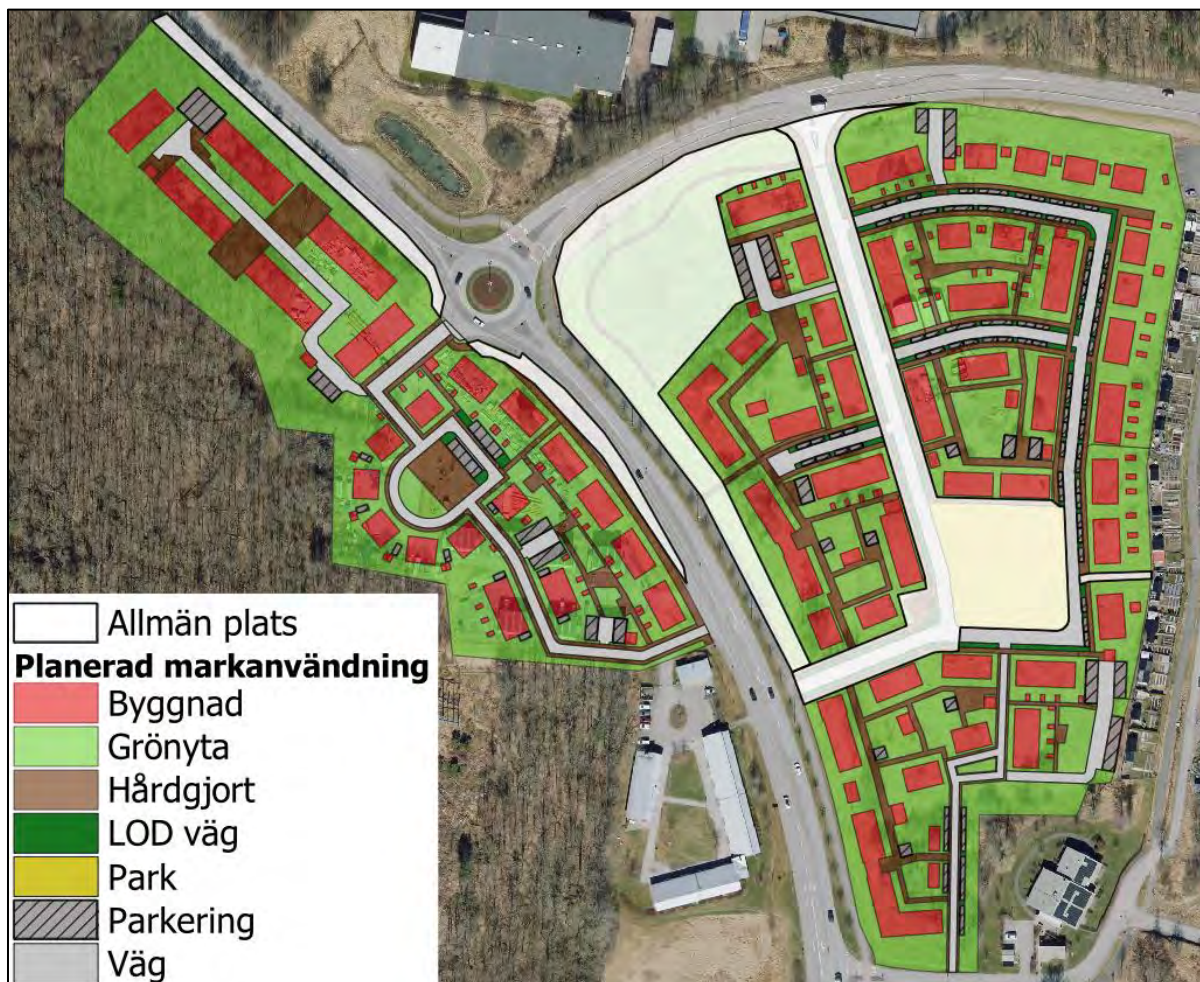 Allmän plats
Planerad markanvändning
Byggnad
Grönyta
Hårdgjort
LOD väg
Park
Parkering
Väg